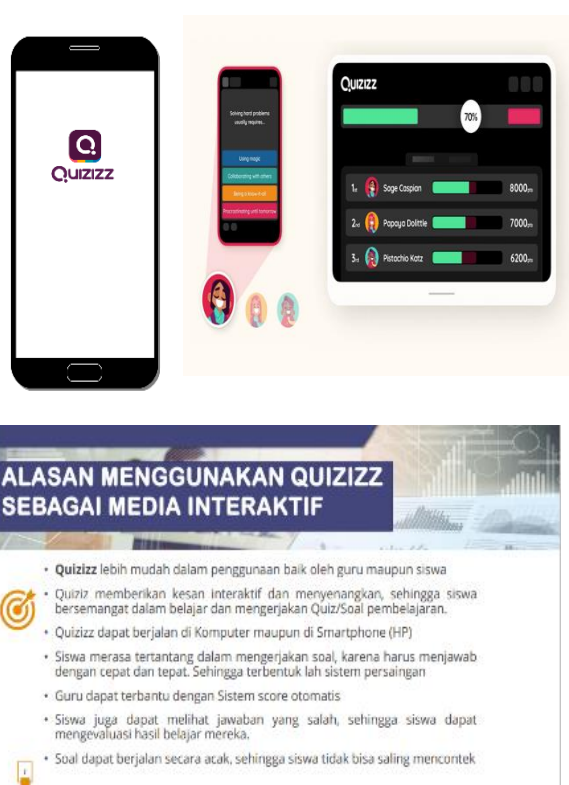 Quizizz
Solving hard problems
usually requires...
Using magic
Collaborating with others
Being a know it all
Procrastinating until tomorrow
Quizizz
70%
1st Sage Caspian 8000
2nd Papaya Dolittle 7000
3rd Pistachio Katz 6200
ALASAN MENGGUNAKAN QUIZIZZ
SEBAGAI MEDIA INTERAKTIF
• Quizizz lebih mudah dalam penggunaan baik oleh guru maupun siswa
• Quiziz memberikan kesan interaktif dan menyenangkan, sehingga siswa
bersemangat dalam belajar dan mengerjakan Quiz/Soal pembelajaran.
• Quizizz dapat berjalan di Komputer maupun di Smartphone (HP)
• Siswa merasa tertantang dalam mengerjakan soal, karena harus menjawab
dengan cepat dan tepat. Sehingga terbentuk lah sistem persaingan
• Guru dapat terbantu dengan Sistem score otomatis
• Siswa juga dapat melihat jawaban yang salah, sehingga siswa dapat
mengevaluasi hasil belajar mereka.
• Soal dapat berjalan secara acak, sehingga siswa tidak bisa saling mencontek